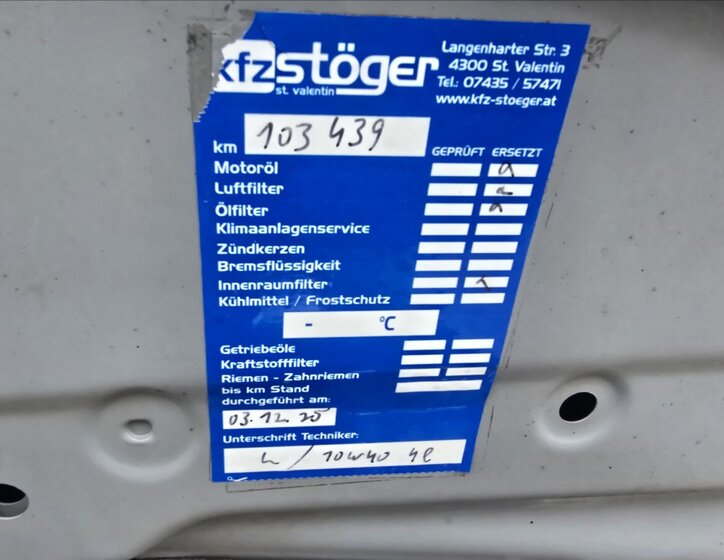 kfzstöger
st. valentin
Langenharter Str. 3
4300 St. Valentin
Tel.: 07435 / 57471
www.kfz-stoeger.at
km 103 439
GEPRÜFT ERSETZT
Motoröl
Luftfilter
Ölfilter
Klimaanlagenservice
Zündkerzen
Bremsflüssigkeit
Innenraumfilter
Kühlmittel / Frostschutz
- °C
Getriebeöle
Kraftstofffilter
Riemen - Zahnriemen
bis km Stand
durchgeführt am:
03.12.25
Unterschrift Techniker:
/ 10W40 4l